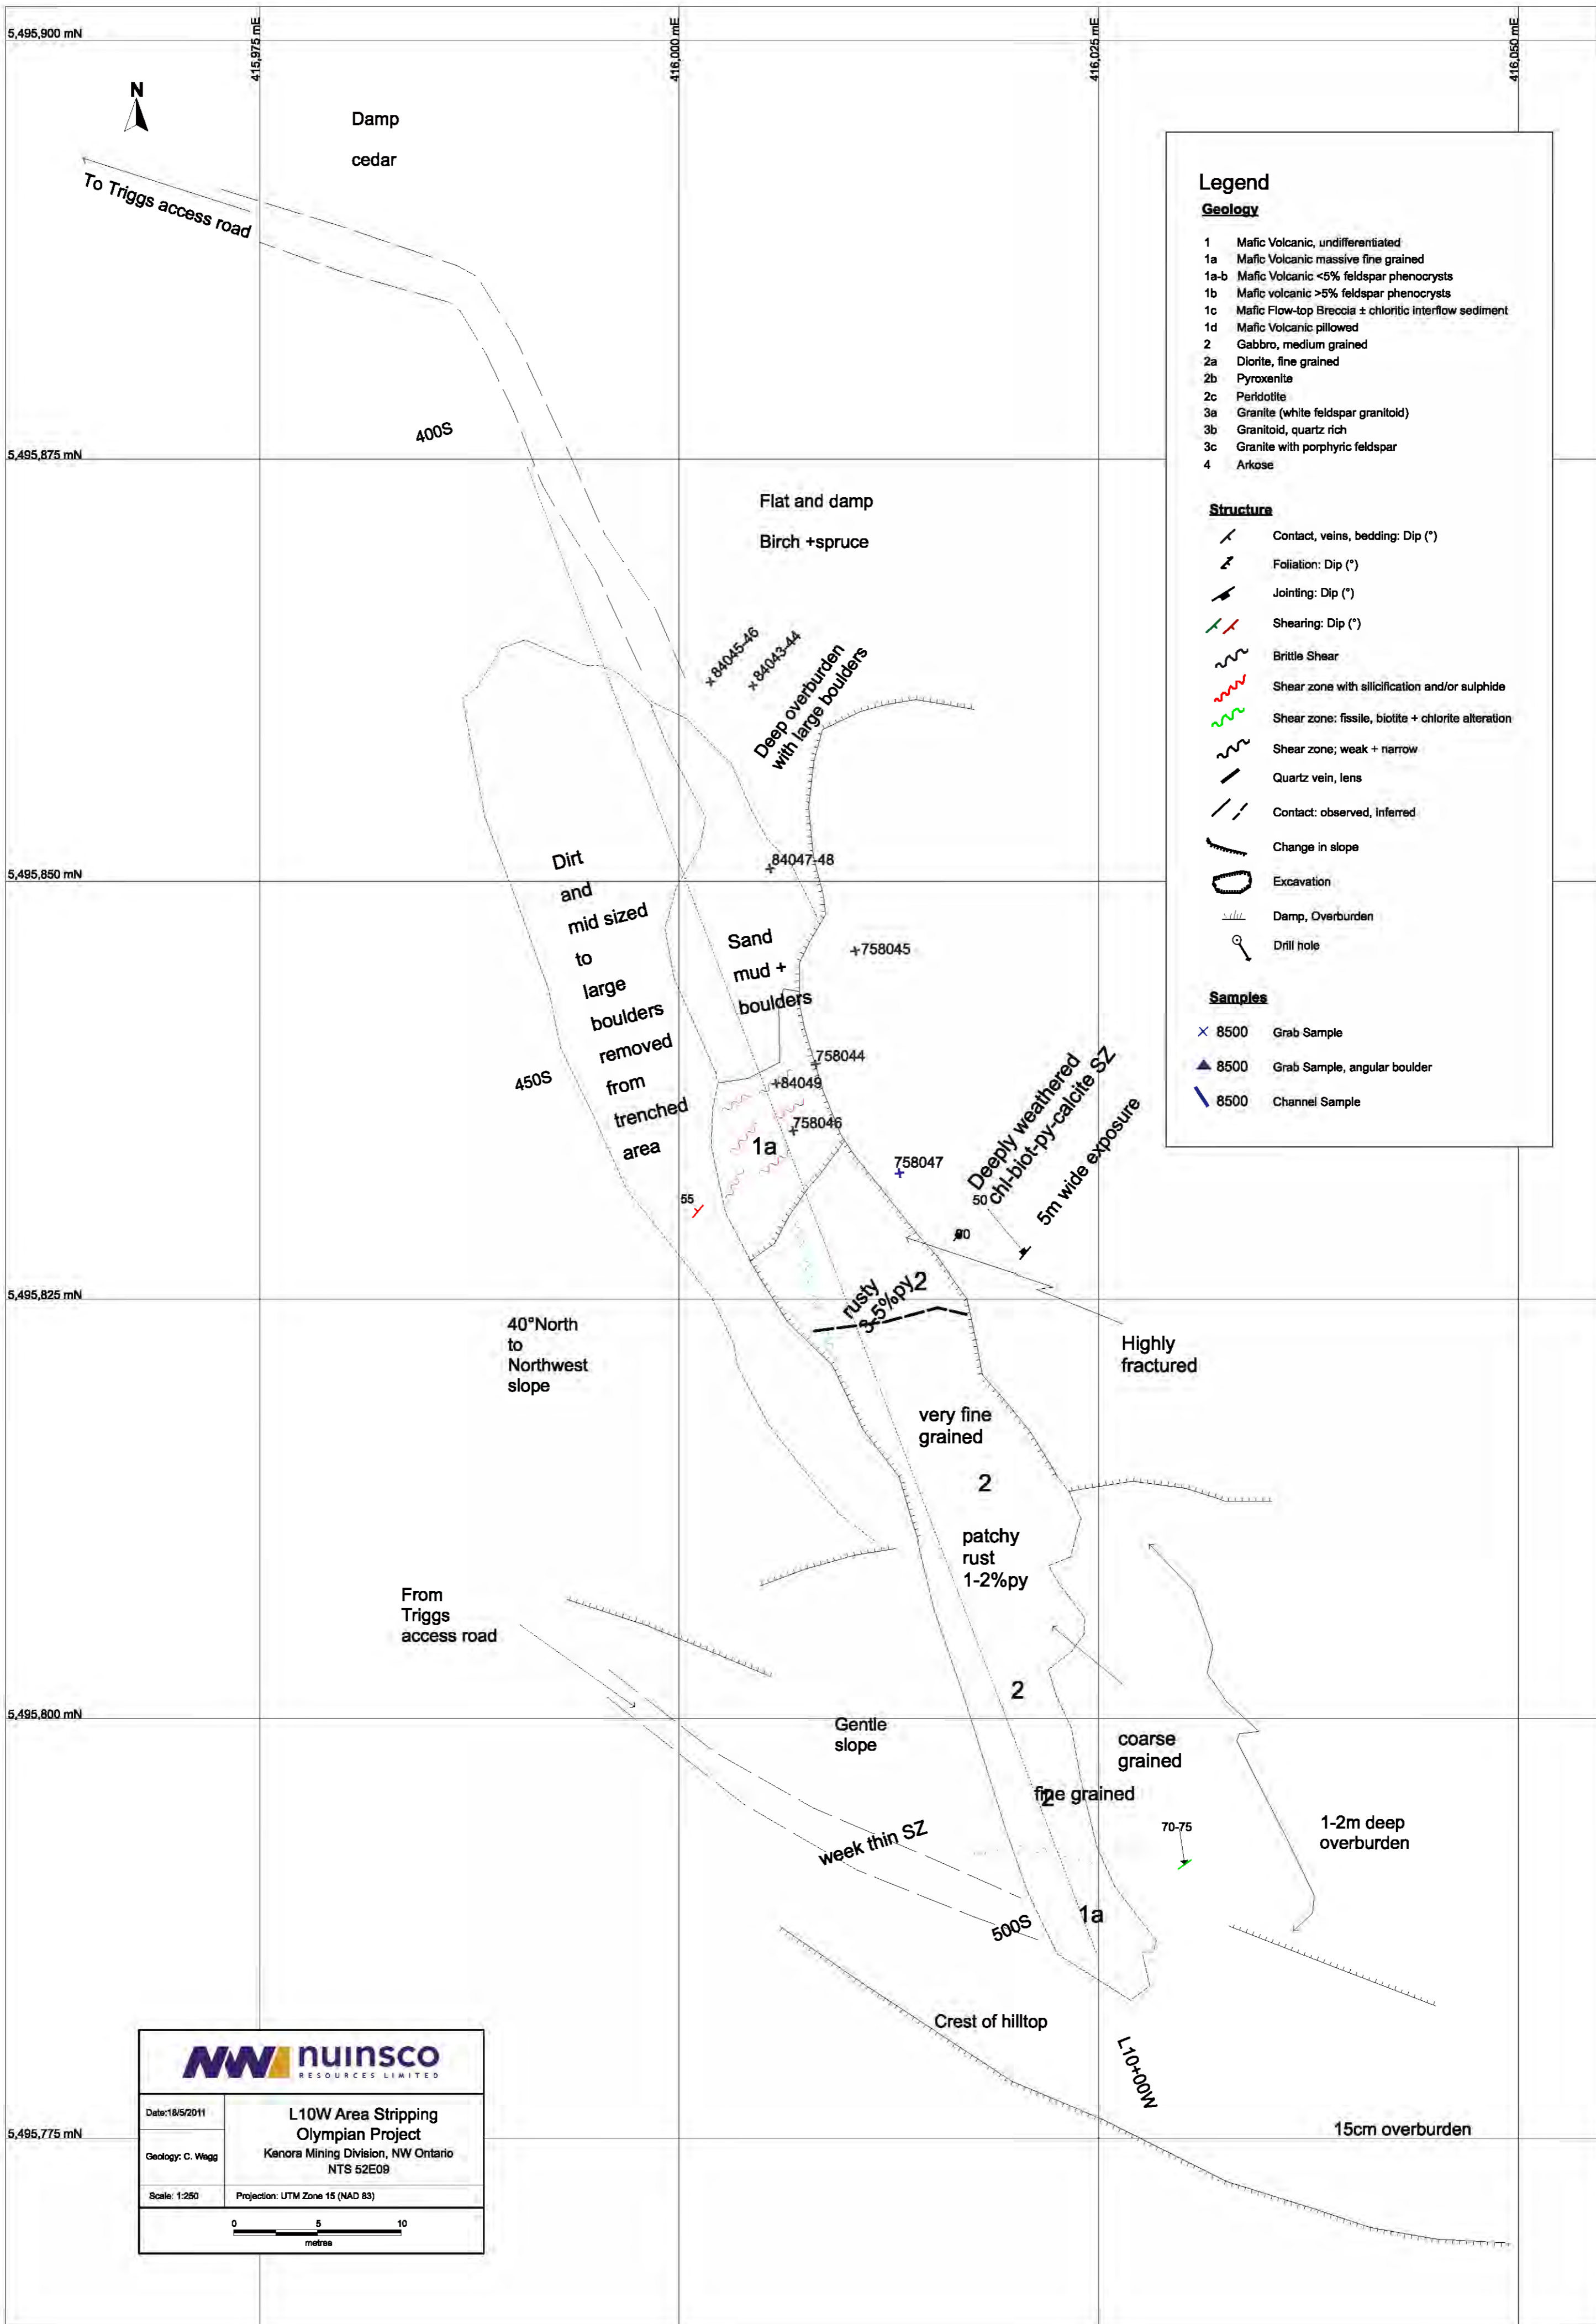 415,975 mE
416,000 mE
416,025 mE
416,050 mE
5,495,900 mN
N
Damp
cedar
To Triggs access road
400S
5,495,875 mN
Flat and damp
Birch +spruce
84045-46
84043-44
Deep overburden
with large boulders
Dirt
and
mid sized
to
large
boulders
removed
from
trenched
area
84047-48
5,495,850 mN
Sand
mud +
boulders
758045
758044
84049
758046
1a
450S
758047
Deeply weathered
chl-biot-py-calcite SZ
5m wide exposure
50
55
2
rusty
3-5%py
5,495,825 mN
40°North
to
Northwest
slope
Highly
fractured
very fine
grained
2
patchy
rust
1-2%py
From
Triggs
access road
2
5,495,800 mN
Gentle
slope
coarse
grained
fine grained
2
70-75
1-2m deep
overburden
week thin SZ
1a
500S
Crest of hilltop
L10+00W
5,495,775 mN
15cm overburden
Legend
Geology
1 Mafic Volcanic, undifferentiated
1a Mafic Volcanic massive fine grained
1a-b Mafic Volcanic <5% feldspar phenocrysts
1b Mafic volcanic >5% feldspar phenocrysts
1c Mafic Flow-top Breccia ± chloritic interflow sediment
1d Mafic Volcanic pillowed
2 Gabbro, medium grained
2a Diorite, fine grained
2b Pyroxenite
2c Peridotite
3a Granite (white feldspar granitoid)
3b Granitoid, quartz rich
3c Granite with porphyric feldspar
4 Arkose
Structure
Contact, veins, bedding: Dip (°)
Foliation: Dip (°)
Jointing: Dip (°)
Shearing: Dip (°)
Brittle Shear
Shear zone with silicification and/or sulphide
Shear zone: fissile, biotite + chlorite alteration
Shear zone; weak + narrow
Quartz vein, lens
Contact: observed, inferred
Change in slope
Excavation
Damp, Overburden
Drill hole
Samples
8500 Grab Sample
8500 Grab Sample, angular boulder
8500 Channel Sample
NW nuinsco
RESOURCES LIMITED
Date:18/5/2011
L10W Area Stripping
Olympian Project
Kenora Mining Division, NW Ontario
NTS 52E09
Geology: C. Wagg
Scale: 1:250
Projection: UTM Zone 15 (NAD 83)
0 5 10
metres